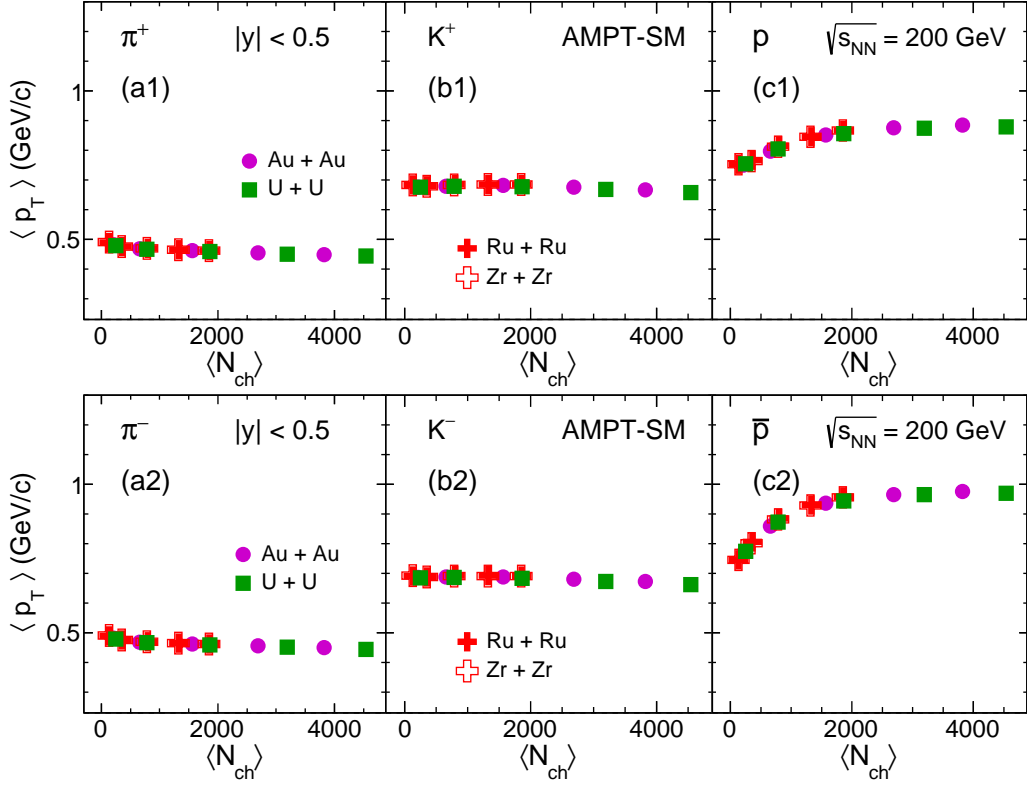 π⁺ |y| < 0.5
(a1)
Au + Au
U + U
K⁺ AMPT-SM
(b1)
Ru + Ru
Zr + Zr
p √s_NN = 200 GeV
(c1)
⟨ p_T ⟩ (GeV/c)
1
0.5
0 2000 4000
0 2000 4000
0 2000 4000
⟨N_ch⟩
⟨N_ch⟩
⟨N_ch⟩
π⁻ |y| < 0.5
(a2)
Au + Au
U + U
K⁻ AMPT-SM
(b2)
Ru + Ru
Zr + Zr
p̅ √s_NN = 200 GeV
(c2)
⟨ p_T ⟩ (GeV/c)
1
0.5
0 2000 4000
0 2000 4000
0 2000 4000
⟨N_ch⟩
⟨N_ch⟩
⟨N_ch⟩